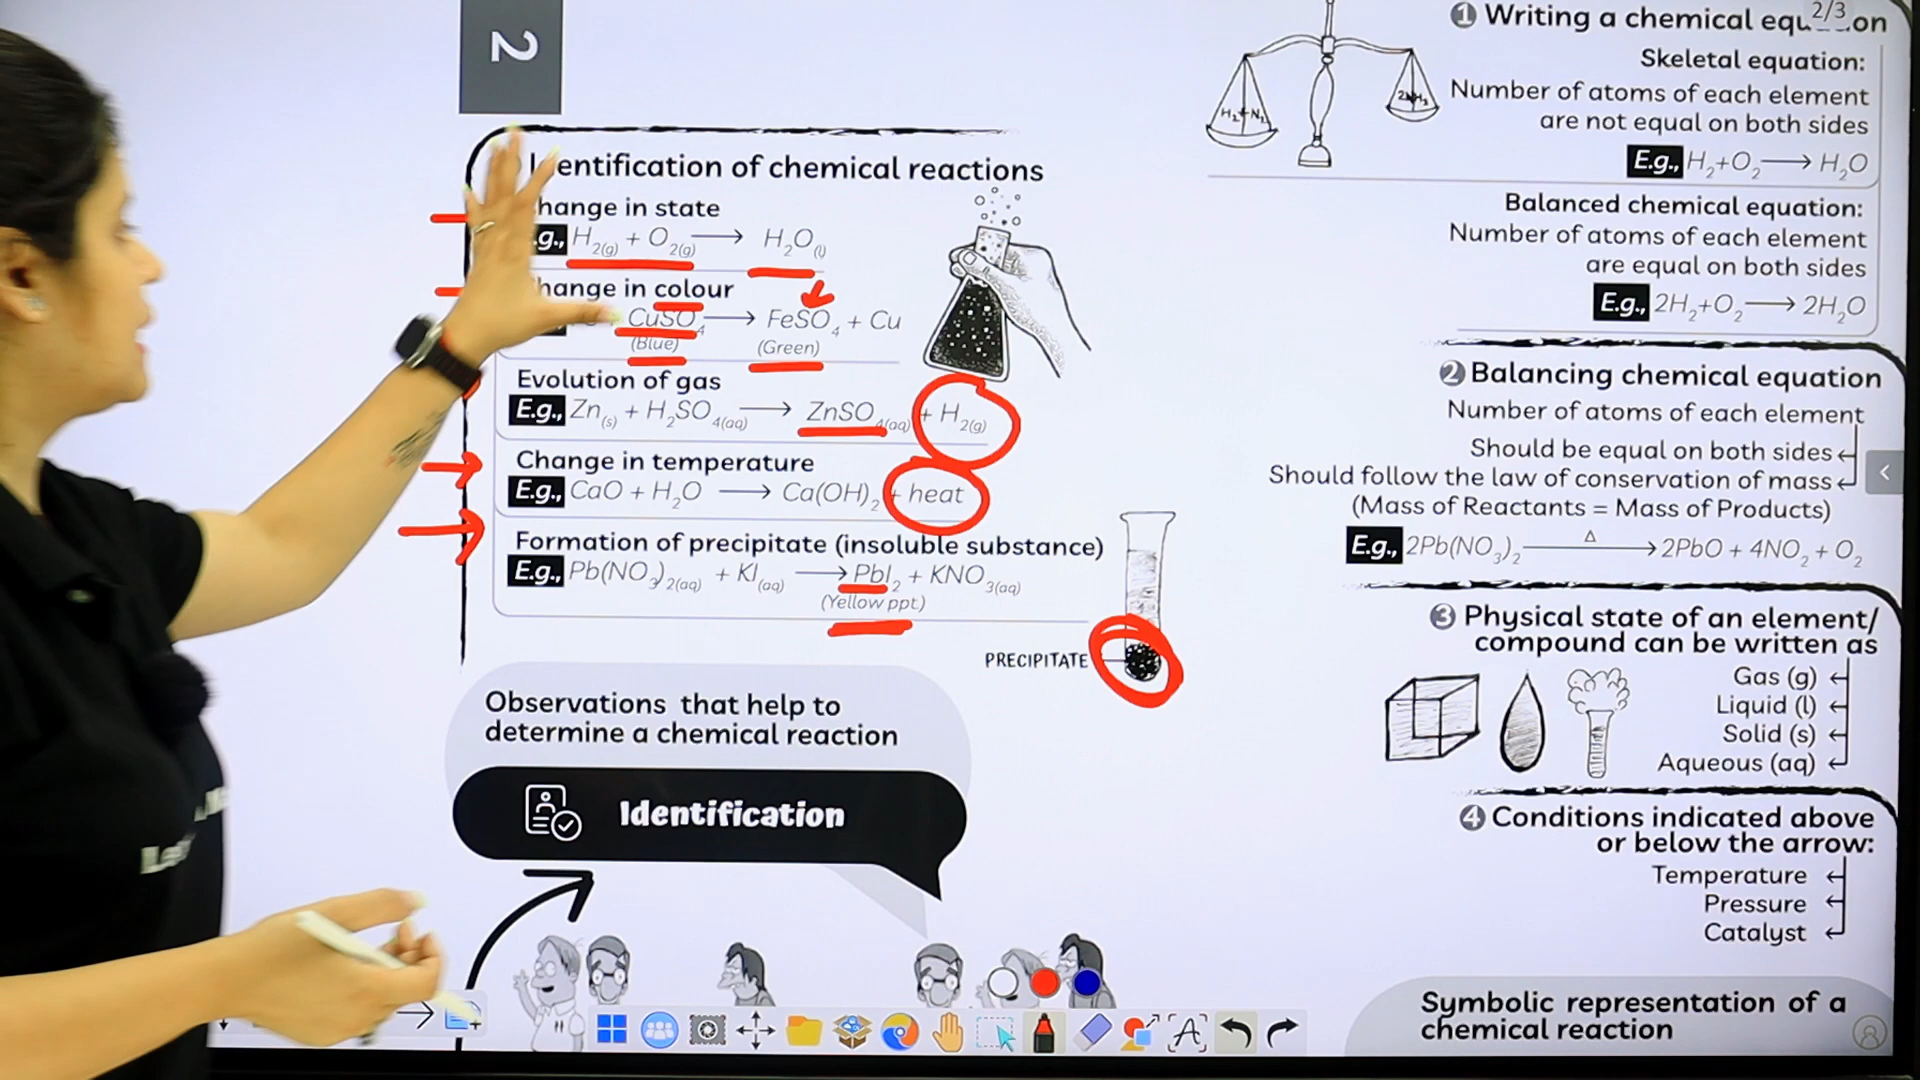 2
entification of chemical reactions
hange in state
.g., H₂(g) + O₂(g) ⟶ H₂O(l)
hange in colour
CuSO₄ ⟶ FeSO₄ + Cu
(Blue) (Green)
Evolution of gas
E.g., Zn(s) + H₂SO₄(aq) ⟶ ZnSO₄(aq) + H₂(g)
Change in temperature
E.g., CaO + H₂O ⟶ Ca(OH)₂ + heat
Formation of precipitate (insoluble substance)
E.g., Pb(NO₃)₂(aq) + KI(aq) ⟶ PbI₂ + KNO₃(aq)
(Yellow ppt.)
PRECIPITATE
Observations that help to
determine a chemical reaction
Identification
2/3
1 Writing a chemical equ on
H₂+N₂
2NH₃
Skeletal equation:
Number of atoms of each element
are not equal on both sides
E.g., H₂+O₂ ⟶ H₂O
Balanced chemical equation:
Number of atoms of each element
are equal on both sides
E.g., 2H₂+O₂ ⟶ 2H₂O
2 Balancing chemical equation
Number of atoms of each element
Should be equal on both sides
Should follow the law of conservation of mass
(Mass of Reactants = Mass of Products)
E.g., 2Pb(NO₃)₂ —Δ→ 2PbO + 4NO₂ + O₂
3 Physical state of an element/
compound can be written as
Gas (g)
Liquid (l)
Solid (s)
Aqueous (aq)
4 Conditions indicated above
or below the arrow:
Temperature
Pressure
Catalyst
Symbolic representation of a
chemical reaction